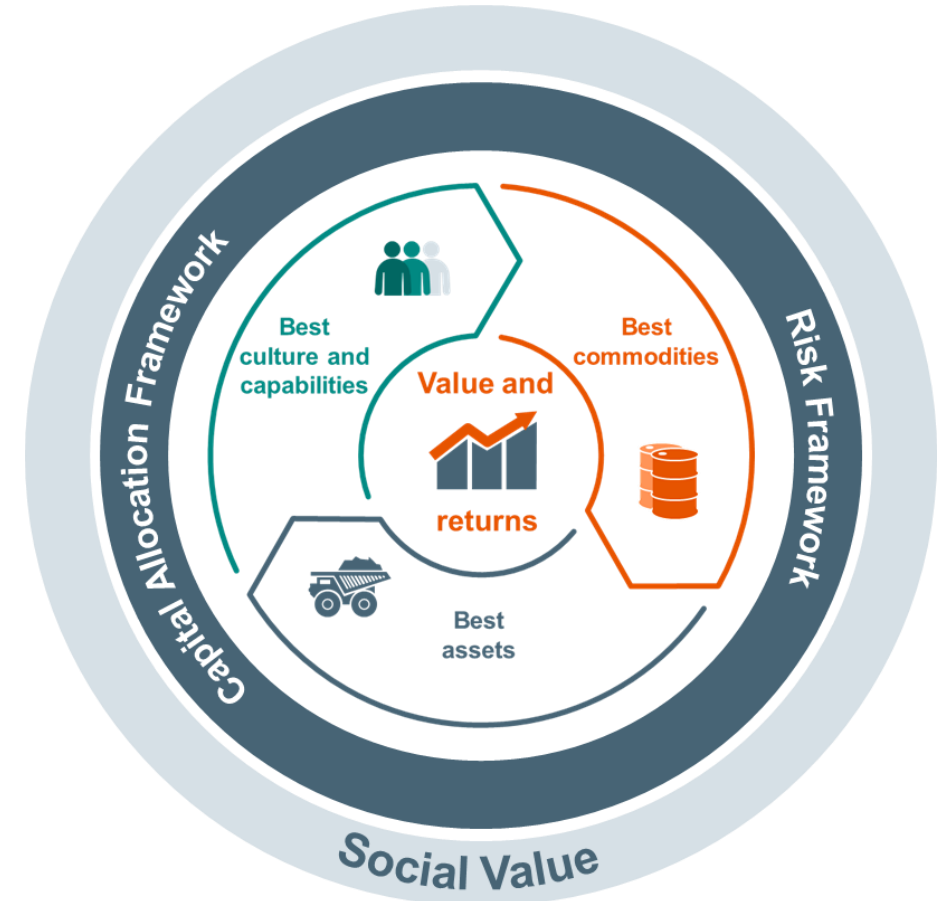 Capital Allocation Framework
Risk Framework
Best
culture and
capabilities
Best
commodities
Value and
returns
Best
assets
Social Value